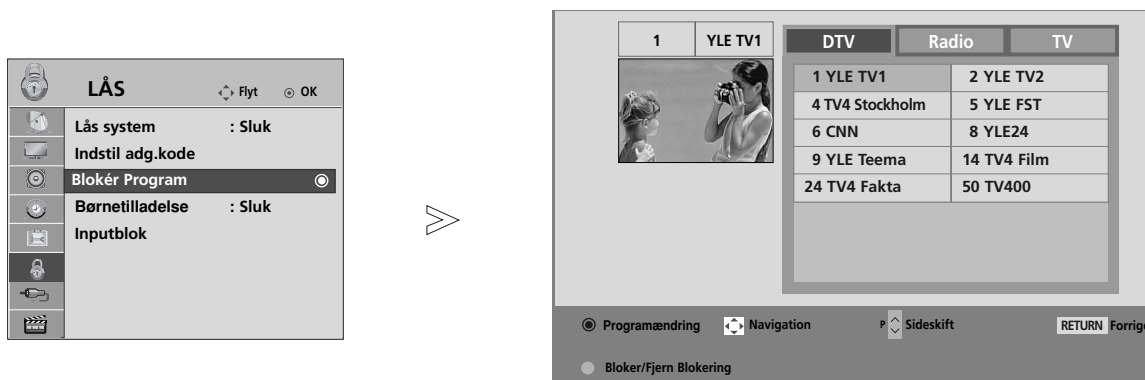 LÅS Flyt OK
Lås system : Sluk
Indstil adg.kode
Blokér Program
Børnetilladelse : Sluk
Inputblok
1 YLE TV1
DTV Radio TV
1 YLE TV1 2 YLE TV2
4 TV4 Stockholm 5 YLE FST
6 CNN 8 YLE24
9 YLE Teema 14 TV4 Film
24 TV4 Fakta 50 TV400
Programændring Navigation P Sideskift RETURN Forrige
Bloker/Fjern Blokering